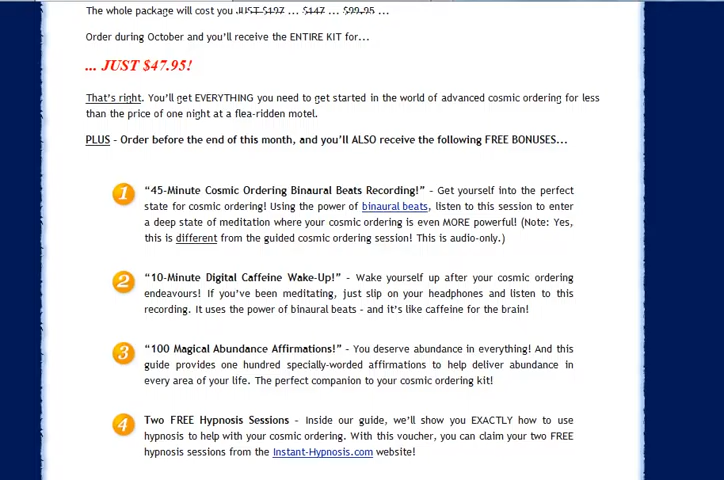 The whole package will cost you JUST $197 ... $147 ... $99.95 ...
Order during October and you'll receive the ENTIRE KIT for...
... JUST $47.95!
That's right. You'll get EVERYTHING you need to get started in the world of advanced cosmic ordering for less
than the price of one night at a flea-ridden motel.
PLUS – Order before the end of this month, and you'll ALSO receive the following FREE BONUSES...
1 “45-Minute Cosmic Ordering Binaural Beats Recording!” – Get yourself into the perfect
state for cosmic ordering! Using the power of binaural beats, listen to this session to enter
a deep state of meditation where your cosmic ordering is even MORE powerful! (Note: Yes,
this is different from the guided cosmic ordering session! This is audio-only.)
2 “10-Minute Digital Caffeine Wake-Up!” – Wake yourself up after your cosmic ordering
endeavours! If you've been meditating, just slip on your headphones and listen to this
recording. It uses the power of binaural beats – and it's like caffeine for the brain!
3 “100 Magical Abundance Affirmations!” – You deserve abundance in everything! And this
guide provides one hundred specially-worded affirmations to help deliver abundance in
every area of your life. The perfect companion to your cosmic ordering kit!
4 Two FREE Hypnosis Sessions – Inside our guide, we'll show you EXACTLY how to use
hypnosis to help with your cosmic ordering. With this voucher, you can claim your two FREE
hypnosis sessions from the Instant-Hypnosis.com website!